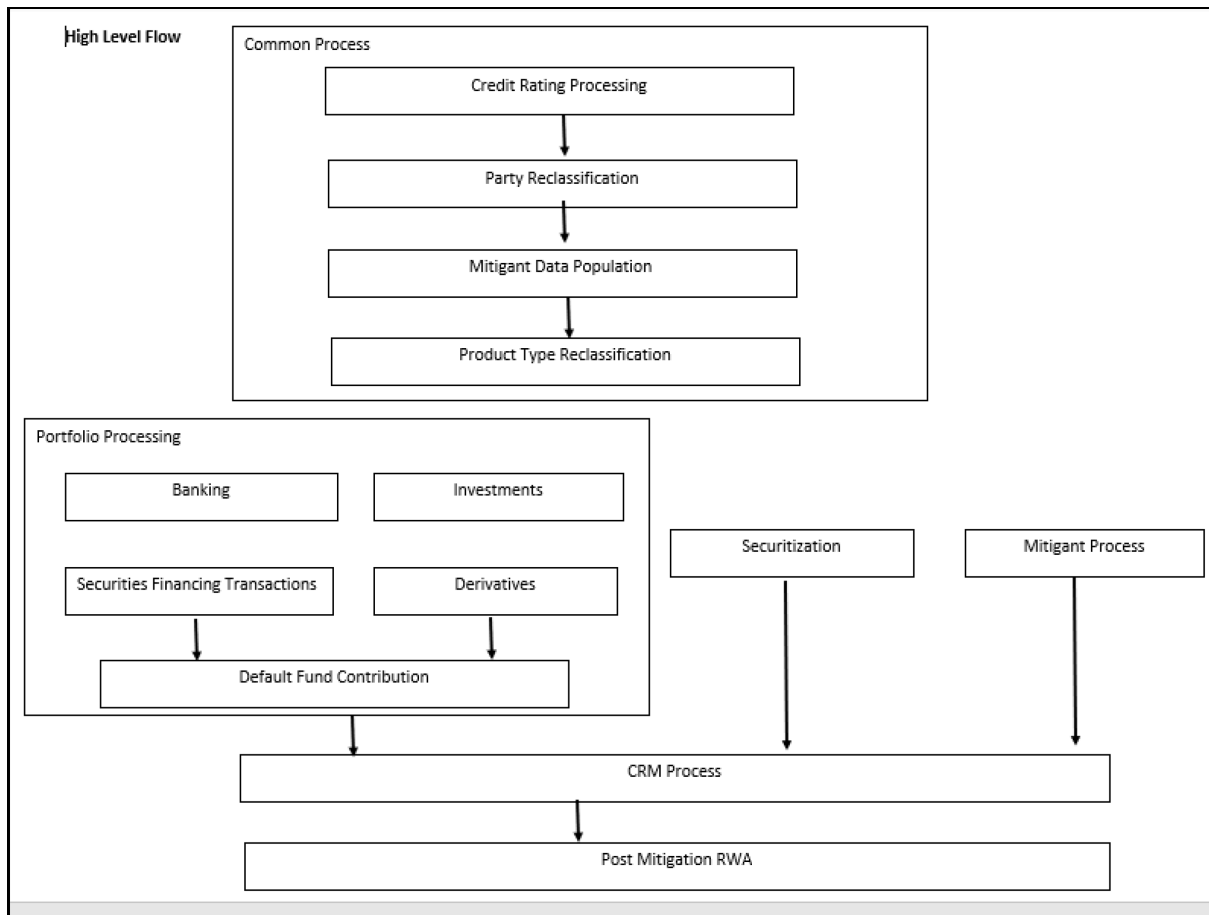 High Level Flow
Common Process
Credit Rating Processing
Party Reclassification
Mitigant Data Population
Product Type Reclassification
Portfolio Processing
Banking
Investments
Securitization
Mitigant Process
Securities Financing Transactions
Derivatives
Default Fund Contribution
CRM Process
Post Mitigation RWA